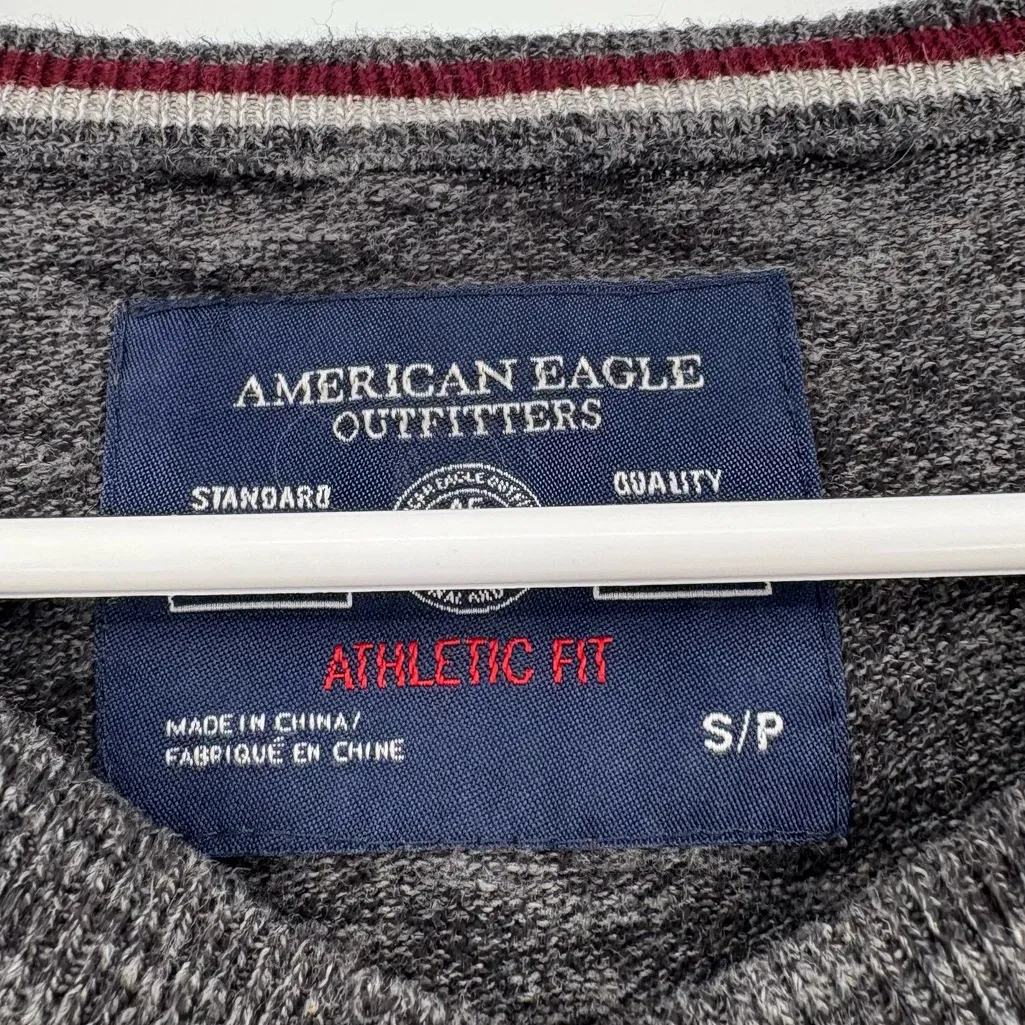 AMERICAN EAGLE
OUTFITTERS
STANDARD QUALITY
ATHLETIC FIT
MADE IN CHINA/
FABRIQUÉ EN CHINE
S/P